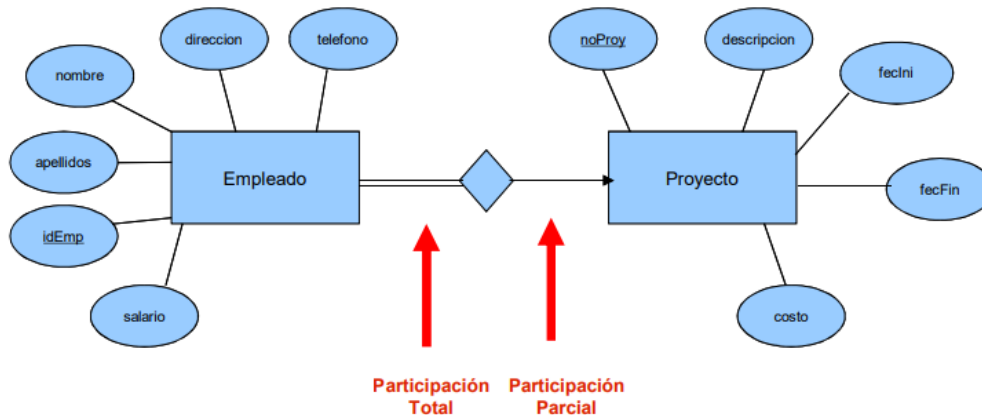 direccion
telefono
noProy
descripcion
nombre
fecIni
apellidos
Empleado
Proyecto
fecFin
idEmp
salario
costo
Participación
Total
Participación
Parcial